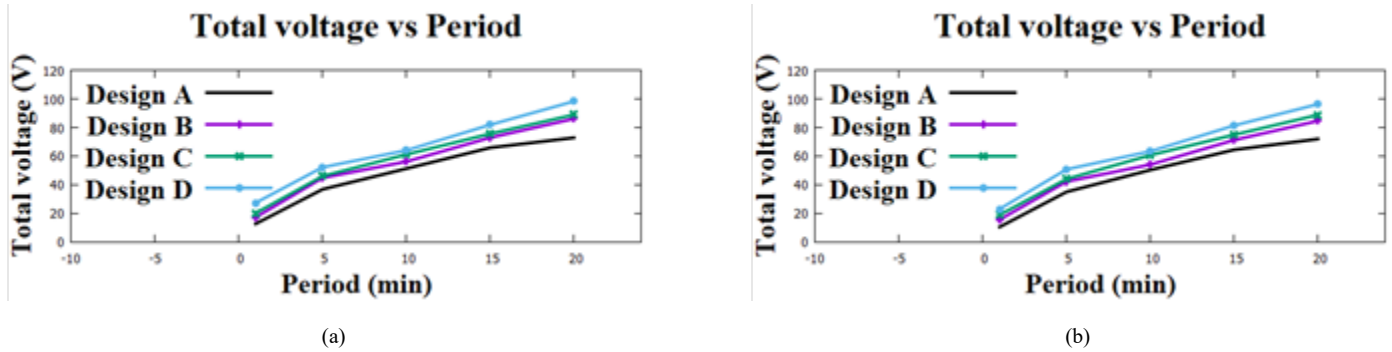 Total voltage vs Period
Total voltage (V)
120
100
80
60
40
20
0
Design A
Design B
Design C
Design D
-10 -5 0 5 10 15 20
Period (min)
(a)
Total voltage vs Period
Total voltage (V)
120
100
80
60
40
20
0
Design A
Design B
Design C
Design D
-10 -5 0 5 10 15 20
Period (min)
(b)